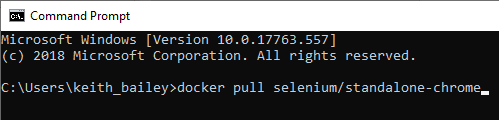 Command Prompt
Microsoft Windows [Version 10.0.17763.557]
(c) 2018 Microsoft Corporation. All rights reserved.
C:\Users\keith_bailey>docker pull selenium/standalone-chrome